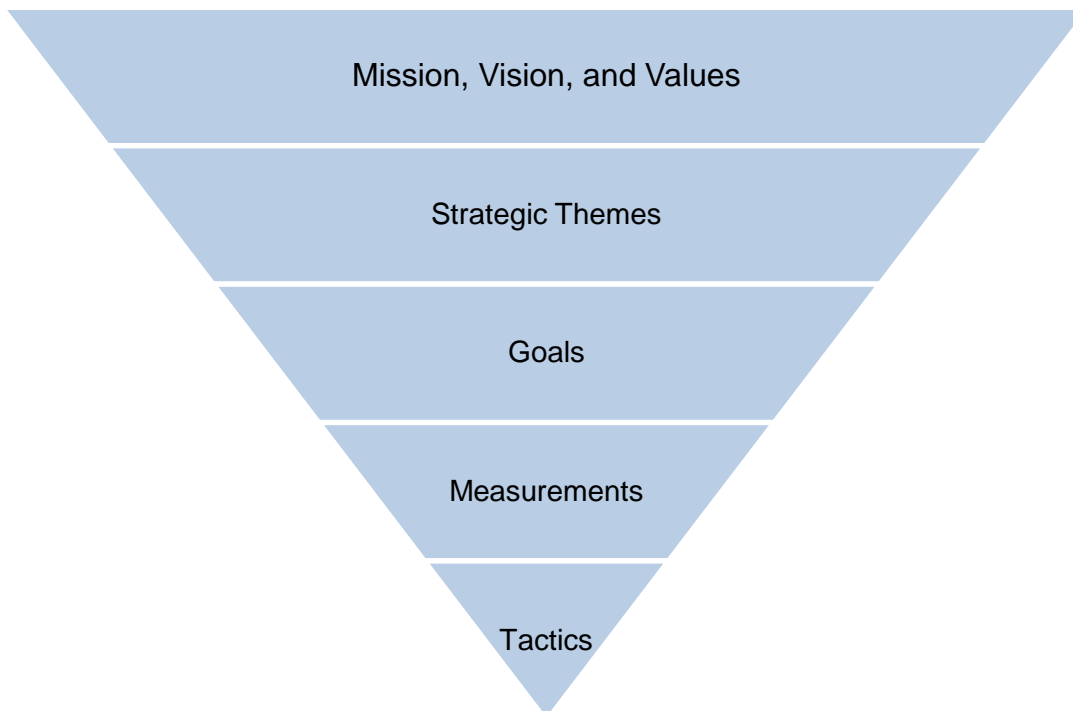 Mission, Vision, and Values
Strategic Themes
Goals
Measurements
Tactics